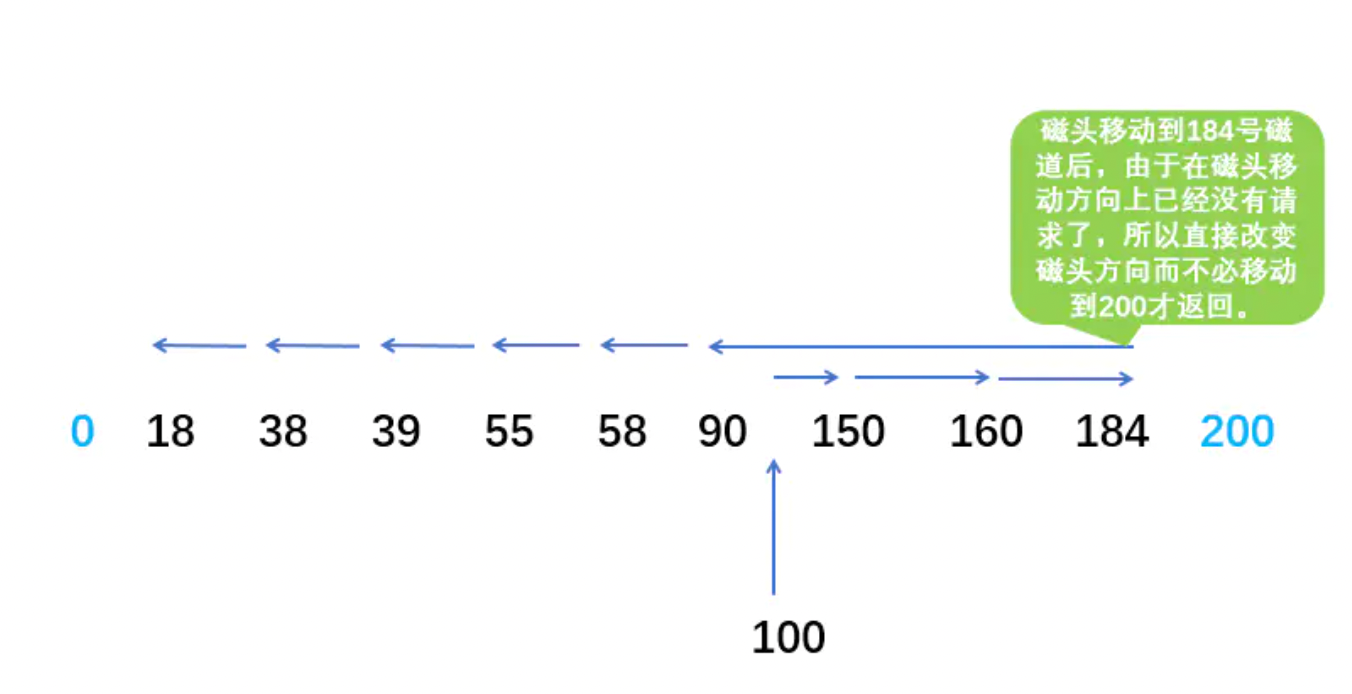 磁头移动到184号磁
道后，由于在磁头移
动方向上已经没有请
求了，所以直接改变
磁头方向而不必移动
到200才返回。
0 18 38 39 55 58 90 150 160 184 200
100